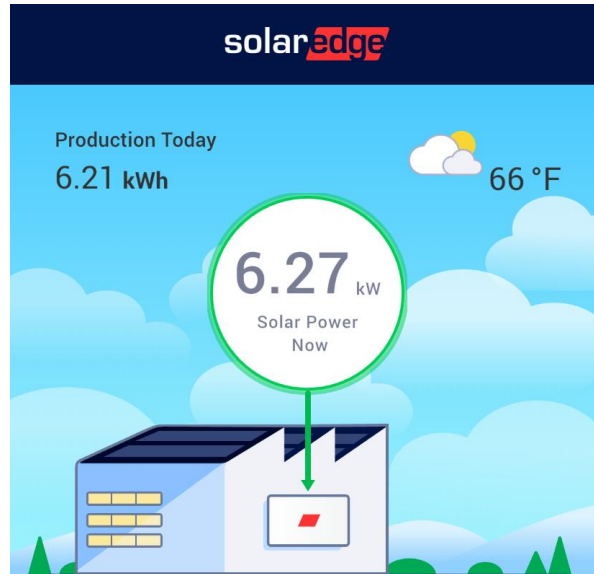 solaredge
Production Today
6.21 kWh
66 °F
6.27 kW
Solar Power
Now